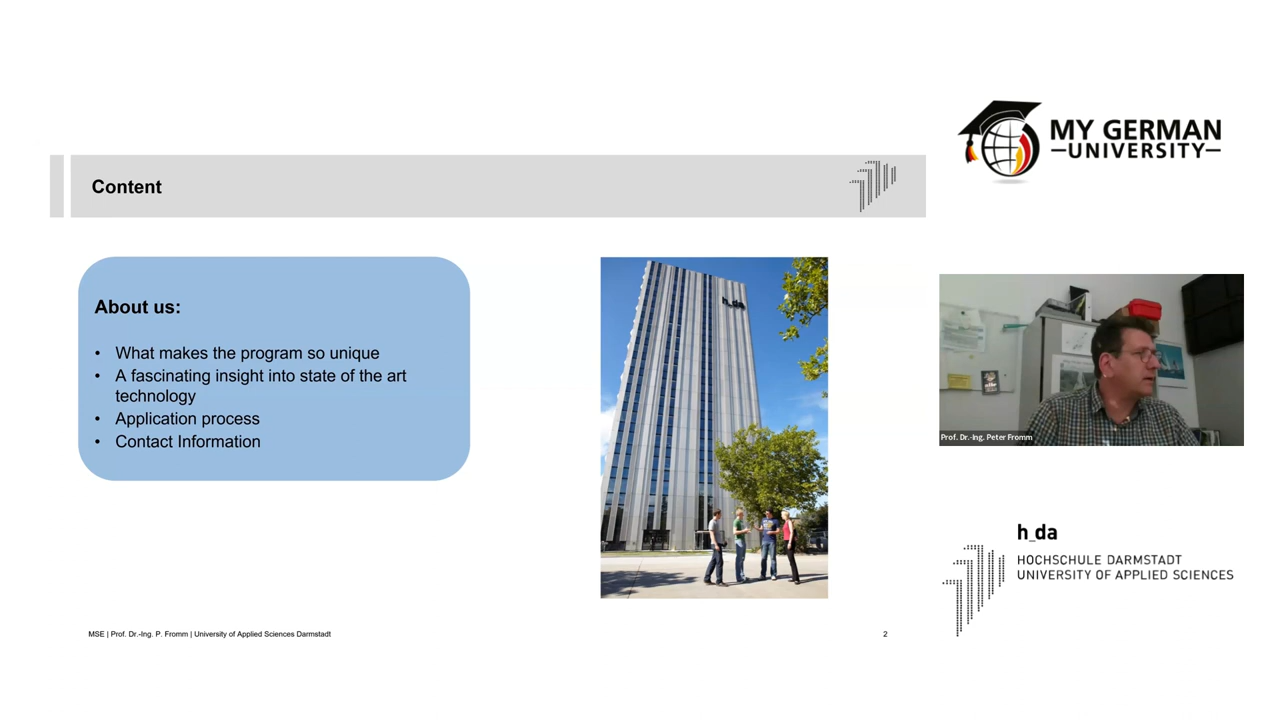 MY GERMAN
UNIVERSITY
Content
About us:
• What makes the program so unique
• A fascinating insight into state of the art
technology
• Application process
• Contact Information
h_da
Prof. Dr.-Ing. Peter Fromm
h_da
HOCHSCHULE DARMSTADT
UNIVERSITY OF APPLIED SCIENCES
MSE | Prof. Dr.-Ing. P. Fromm | University of Applied Sciences Darmstadt
2